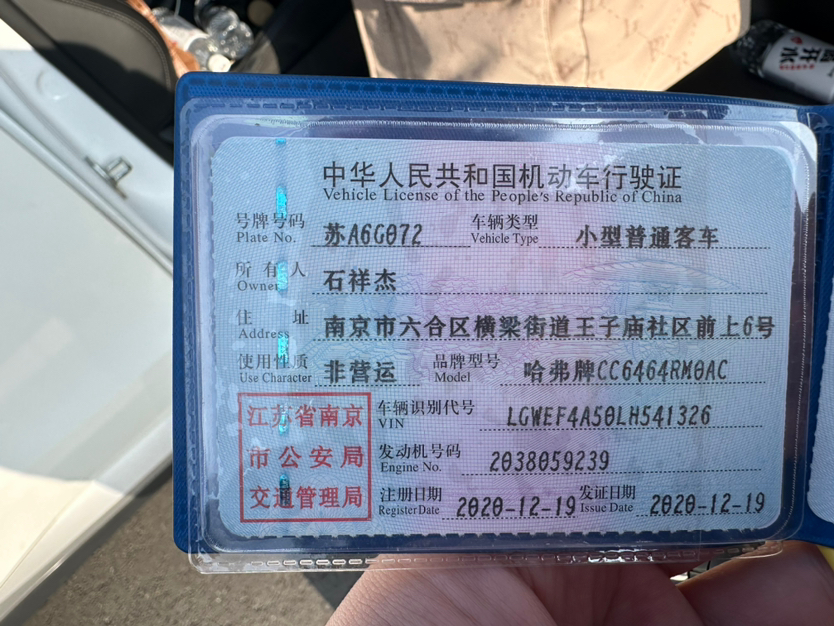 中华人民共和国机动车行驶证
Vehicle License of the People's Republic of China
号牌号码 苏A6G072 车辆类型 小型普通客车
Plate No. Vehicle Type
所有人 石祥杰
Owner
住址 南京市六合区横梁街道王子庙社区前上6号
Address
使用性质 非营运 品牌型号 哈弗牌CC6464RM0AC
Use Character Model
江苏省南京
市公安局
交通管理局
车辆识别代号 LGWEF4A50LH541326
VIN
发动机号码 2038059239
Engine No.
注册日期 2020-12-19 发证日期 2020-12-19
Register Date Issue Date